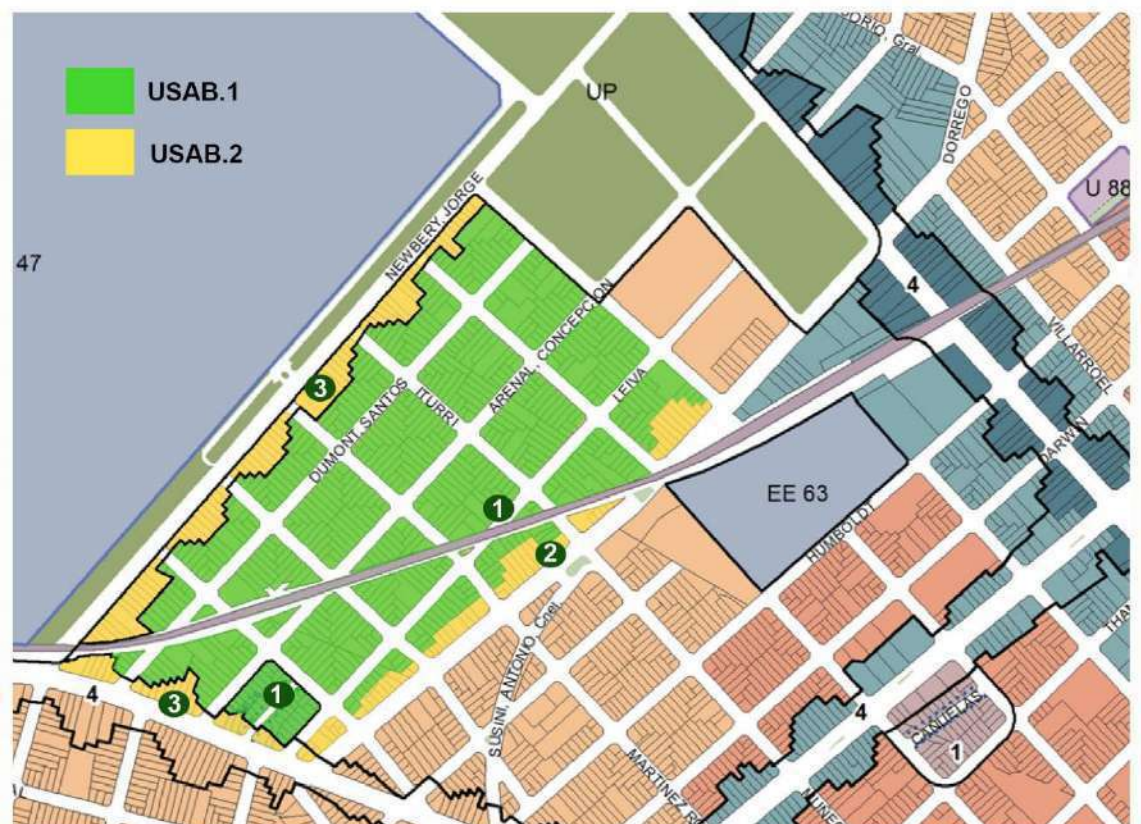 USAB.1
USAB.2
47
UP
DORREGO
U 88
NEWBERY, JORGE
4
VILLARROEL
ARENAL, CONCEPCION
3
DUMONT, SANTOS
ITURRI
LEIVA
DARWIN
EE 63
1
HUMBOLDT
2
SUSINI, ANTONIO, Cnel.
4
3
1
4
CAÑUELAS
1